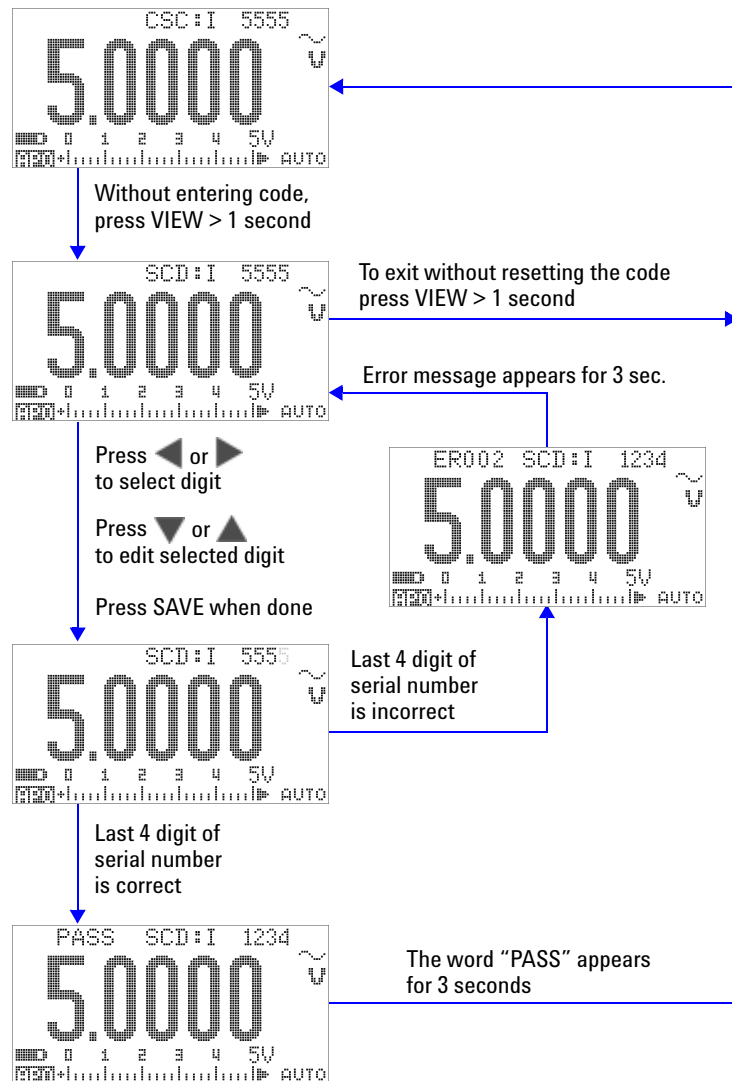 CSC:I 5555
5.0000
0 1 2 3 4 5V
APO AUTO
Without entering code,
press VIEW > 1 second
SCD:I 5555
5.0000
0 1 2 3 4 5V
APO AUTO
To exit without resetting the code
press VIEW > 1 second
Error message appears for 3 sec.
Press ◀ or ▶
to select digit
Press ▼ or ▲
to edit selected digit
Press SAVE when done
ER002 SCD:I 1234
5.0000
0 1 2 3 4 5V
APO AUTO
SCD:I 5555
5.0000
0 1 2 3 4 5V
APO AUTO
Last 4 digit of
serial number
is incorrect
Last 4 digit of
serial number
is correct
PASS SCD:I 1234
5.0000
0 1 2 3 4 5V
APO AUTO
The word “PASS” appears
for 3 seconds